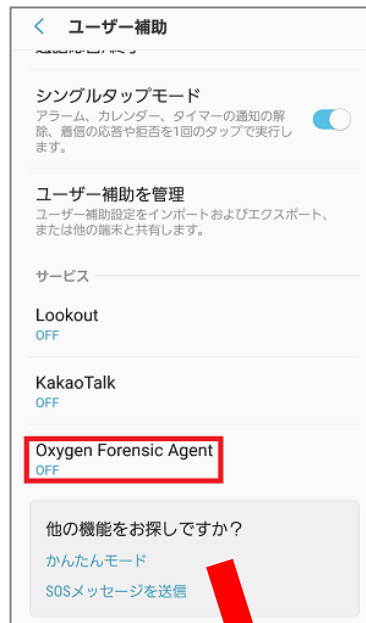 ユーザー補助
シングルタップモード
アラーム、カレンダー、タイマーの通知の解
除、着信の応答や拒否を1回のタップで実行し
ます。
ユーザー補助を管理
ユーザー補助設定をインポートおよびエクスポート、
または他の端末と共有します。
サービス
Lookout
OFF
KakaoTalk
OFF
Oxygen Forensic Agent
OFF
他の機能をお探しですか？
かんたんモード
SOSメッセージを送信